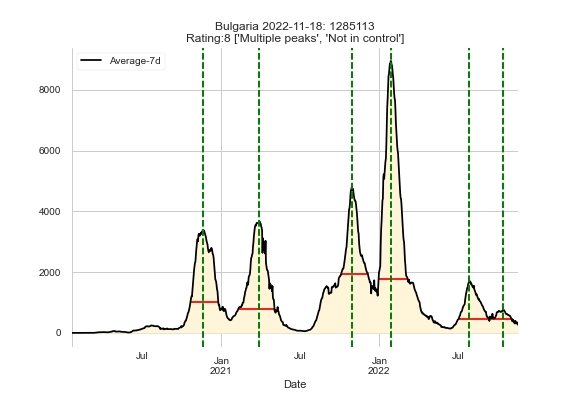 Bulgaria 2022-11-18: 1285113
Rating:8 ['Multiple peaks', 'Not in control']
Average-7d
8000
6000
4000
2000
0
Jul
Jan
2021
Jul
Jan
2022
Jul
Date